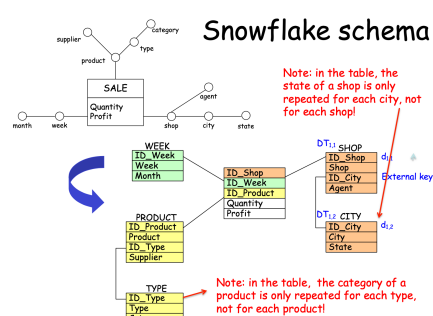 Snowflake schema
category
supplier
type
product
SALE
Quantity
Profit
agent
month
week
shop
city
state
Note: in the table, the
state of a shop is only
repeated for each city, not
for each shop!
WEEK
ID_Week
Week
Month
ID_Shop
ID_Week
ID_Product
Quantity
Profit
DT1,1 SHOP
ID_Shop d1,1
Shop
ID_City External key
Agent
PRODUCT
ID_Product
Product
ID_Type
Supplier
DT1,2 CITY
ID_City d1,2
City
State
TYPE
ID_Type
Type
Note: in the table, the category of a
product is only repeated for each type,
not for each product!